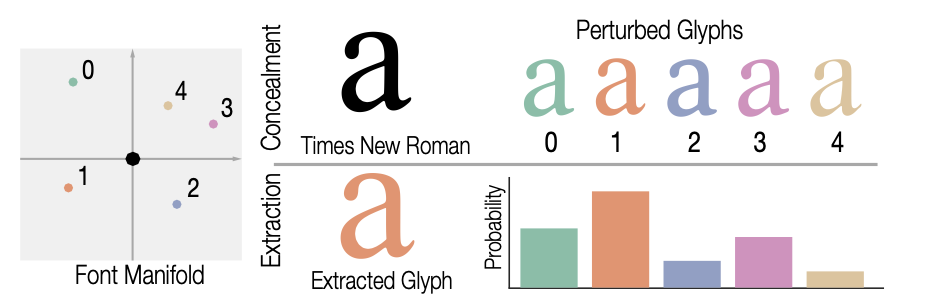 0
4
3
1
2
Font Manifold
Concealment
a
Times New Roman
Perturbed Glyphs
a a a a a
0 1 2 3 4
Extraction
a
Extracted Glyph
Probability